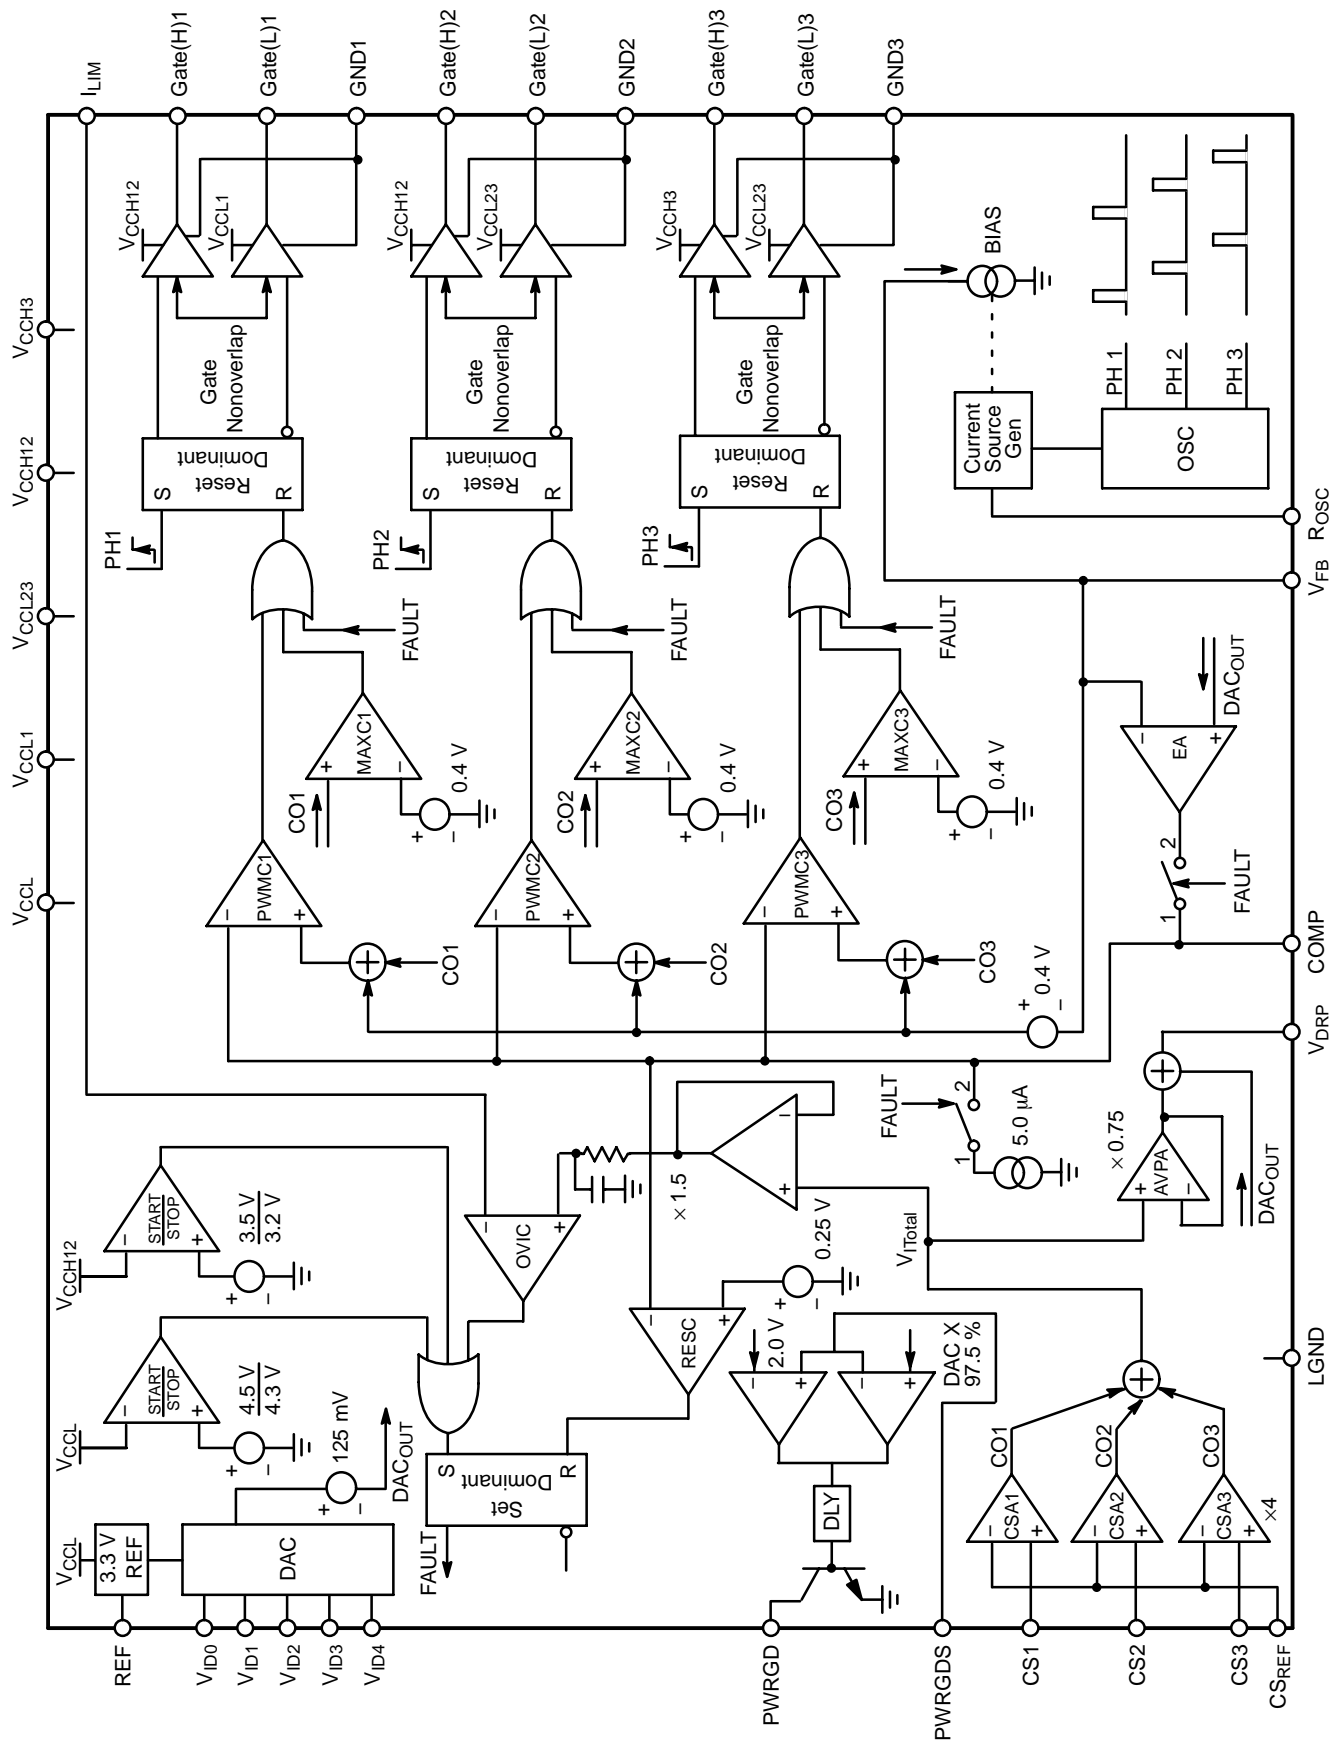 REF
VID0
VID1
VID2
VID3
VID4
PWRGD
PWRGDS
CS1
CS2
CS3
CSREF
VCCL
VCCL1
VCCL23
VCCH12
VCCH3
ILIM
Gate(H)1
Gate(L)1
GND1
Gate(H)2
Gate(L)2
GND2
Gate(H)3
Gate(L)3
GND3
LGND
VDRP
COMP
VFB
ROSC
VCCL
3.3 V
REF
DAC
125 mV
+
−
DACOUT
VCCL
−
+
START
STOP
4.5 V
4.3 V
+
−
VCCH12
−
+
START
STOP
3.5 V
3.2 V
+
−
FAULT
S
R
Set
Dominant
−
+
OVIC
−
+
RESC
0.25 V
+
−
× 1.5
+
−
2.0 V
−
+
−
+
DAC X
97.5 %
DLY
VITotal
CO1
CO2
CO3
−
+
CSA1
−
+
CSA2
−
+
CSA3
×4
+
FAULT
1
2
5.0 µA
× 0.75
+
−
AVPA
DACOUT
+
−
+
PWMC1
CO1
+
CO1
+
−
MAXC1
0.4 V
+
−
FAULT
PH1
S
R
Reset
Dominant
Gate
Nonoverlap
VCCH12
VCCL1
−
+
PWMC2
CO2
+
CO2
+
−
MAXC2
0.4 V
+
−
FAULT
PH2
S
R
Reset
Dominant
Gate
Nonoverlap
VCCH12
VCCL23
−
+
PWMC3
CO3
+
CO3
+
−
MAXC3
0.4 V
+
−
FAULT
PH3
S
R
Reset
Dominant
Gate
Nonoverlap
VCCH3
VCCL23
0.4 V
+
−
1
2
FAULT
−
+
EA
DACOUT
BIAS
Current
Source
Gen
OSC
PH 1
PH 2
PH 3